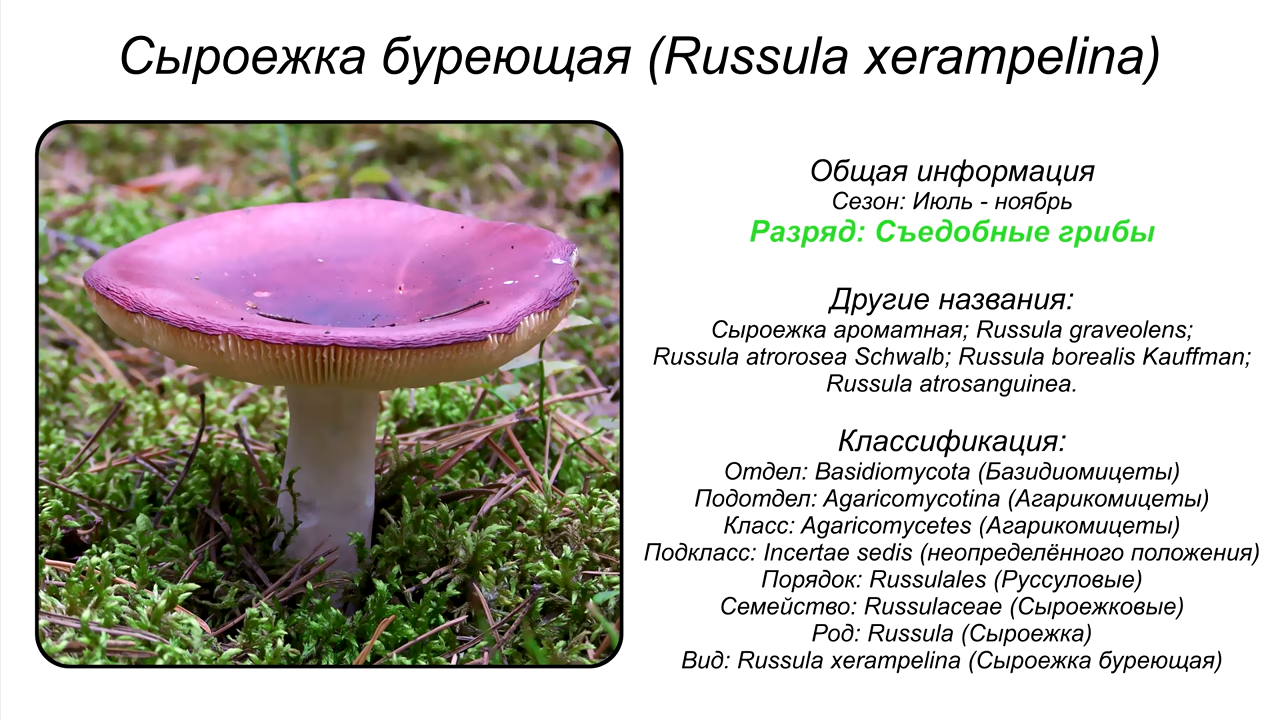 Сыроежка буреющая (Russula xerampelina)
Общая информация
Сезон: Июль - ноябрь
Разряд: Съедобные грибы
Другие названия:
Сыроежка ароматная; Russula graveolens;
Russula atrorosea Schwalb; Russula borealis Kauffman;
Russula atrosanguinea.
Классификация:
Отдел: Basidiomycota (Базидиомицеты)
Подотдел: Agaricomycotina (Агарикомицеты)
Класс: Agaricomycetes (Агарикомицеты)
Подкласс: Incertae sedis (неопределённого положения)
Порядок: Russulales (Руссуловые)
Семейство: Russulaceae (Сыроежковые)
Род: Russula (Сыроежка)
Вид: Russula xerampelina (Сыроежка буреющая)